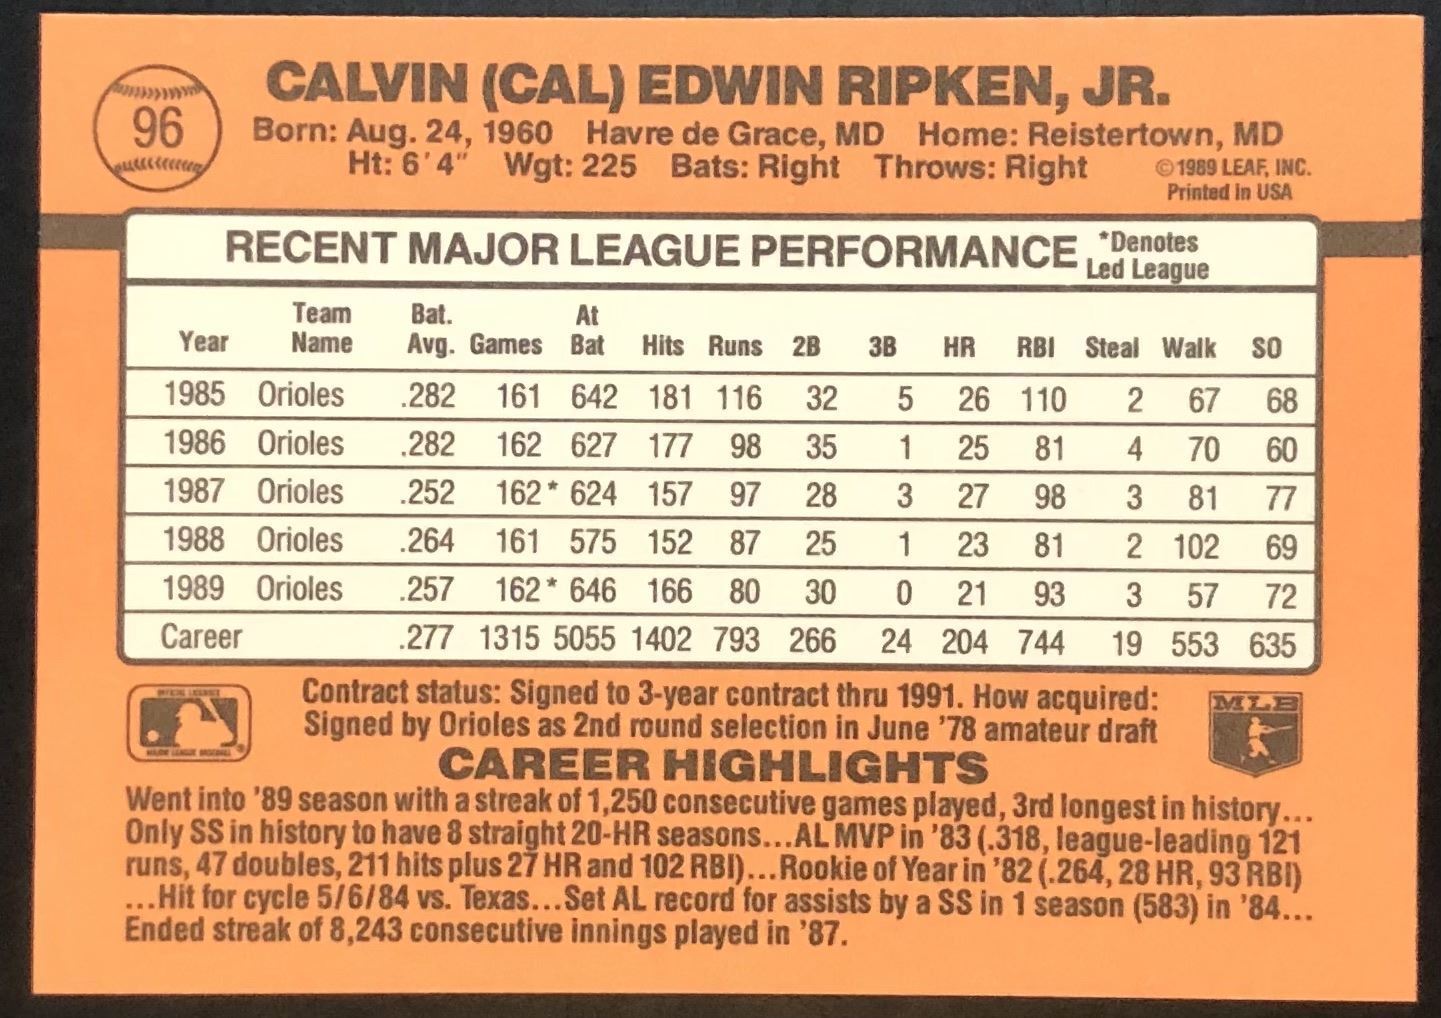 96
CALVIN (CAL) EDWIN RIPKEN, JR.
Born: Aug. 24, 1960 Havre de Grace, MD Home: Reistertown, MD
Ht: 6'4" Wgt: 225 Bats: Right Throws: Right
©1989 LEAF, INC.
Printed in USA
RECENT MAJOR LEAGUE PERFORMANCE *Denotes Led League
Year Team Name Bat. Avg. Games At Bat Hits Runs 2B 3B HR RBI Steal Walk SO
1985 Orioles .282 161 642 181 116 32 5 26 110 2 67 68
1986 Orioles .282 162 627 177 98 35 1 25 81 4 70 60
1987 Orioles .252 162* 624 157 97 28 3 27 98 3 81 77
1988 Orioles .264 161 575 152 87 25 1 23 81 2 102 69
1989 Orioles .257 162* 646 166 80 30 0 21 93 3 57 72
Career .277 1315 5055 1402 793 266 24 204 744 19 553 635
OFFICIAL LICENSEE
MAJOR LEAGUE BASEBALL ®
Contract status: Signed to 3-year contract thru 1991. How acquired:
Signed by Orioles as 2nd round selection in June '78 amateur draft
MLB
CAREER HIGHLIGHTS
Went into '89 season with a streak of 1,250 consecutive games played, 3rd longest in history...
Only SS in history to have 8 straight 20-HR seasons...AL MVP in '83 (.318, league-leading 121
runs, 47 doubles, 211 hits plus 27 HR and 102 RBI)...Rookie of Year in '82 (.264, 28 HR, 93 RBI)
...Hit for cycle 5/6/84 vs. Texas...Set AL record for assists by a SS in 1 season (583) in '84...
Ended streak of 8,243 consecutive innings played in '87.